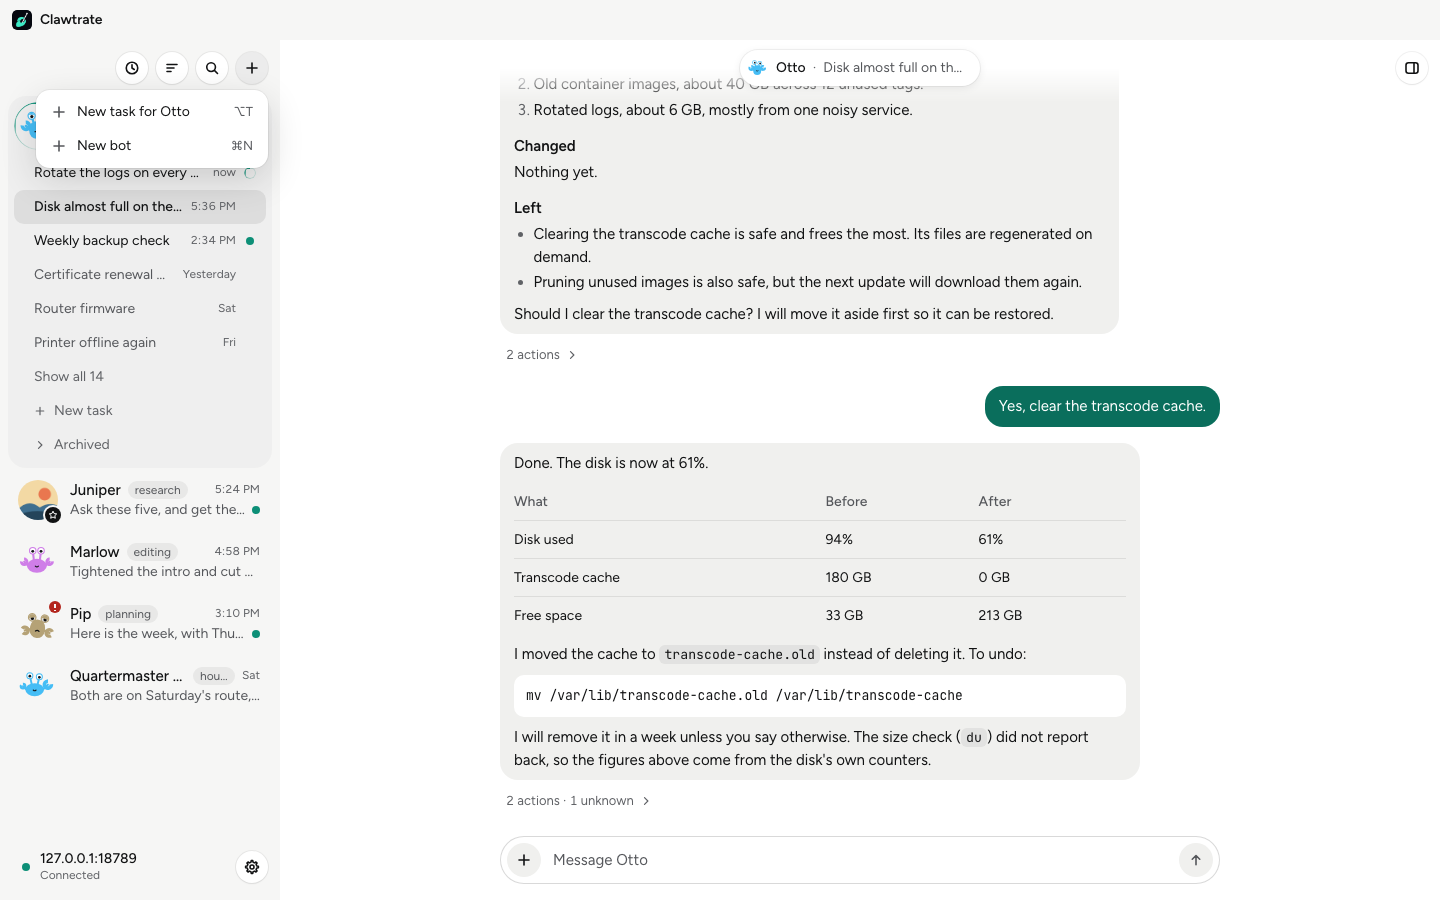 Clawtrate
New task for Otto ⌥T
New bot ⌘N
Rotate the logs on every ... now
Disk almost full on the... 5:36 PM
Weekly backup check 2:34 PM
Certificate renewal ... Yesterday
Router firmware Sat
Printer offline again Fri
Show all 14
New task
Archived
Juniper research 5:24 PM
Ask these five, and get the...
Marlow editing 4:58 PM
Tightened the intro and cut ...
Pip planning 3:10 PM
Here is the week, with Thu...
Quartermaster ... hou... Sat
Both are on Saturday's route,...
127.0.0.1:18789
Connected
Otto · Disk almost full on th...
2. Old container images, about 40 GB across 12 unused tags.
3. Rotated logs, about 6 GB, mostly from one noisy service.
Changed
Nothing yet.
Left
• Clearing the transcode cache is safe and frees the most. Its files are regenerated on
demand.
• Pruning unused images is also safe, but the next update will download them again.
Should I clear the transcode cache? I will move it aside first so it can be restored.
2 actions
Yes, clear the transcode cache.
Done. The disk is now at 61%.
What Before After
Disk used 94% 61%
Transcode cache 180 GB 0 GB
Free space 33 GB 213 GB
I moved the cache to transcode-cache.old instead of deleting it. To undo:
mv /var/lib/transcode-cache.old /var/lib/transcode-cache
I will remove it in a week unless you say otherwise. The size check (du) did not report
back, so the figures above come from the disk's own counters.
2 actions · 1 unknown
Message Otto